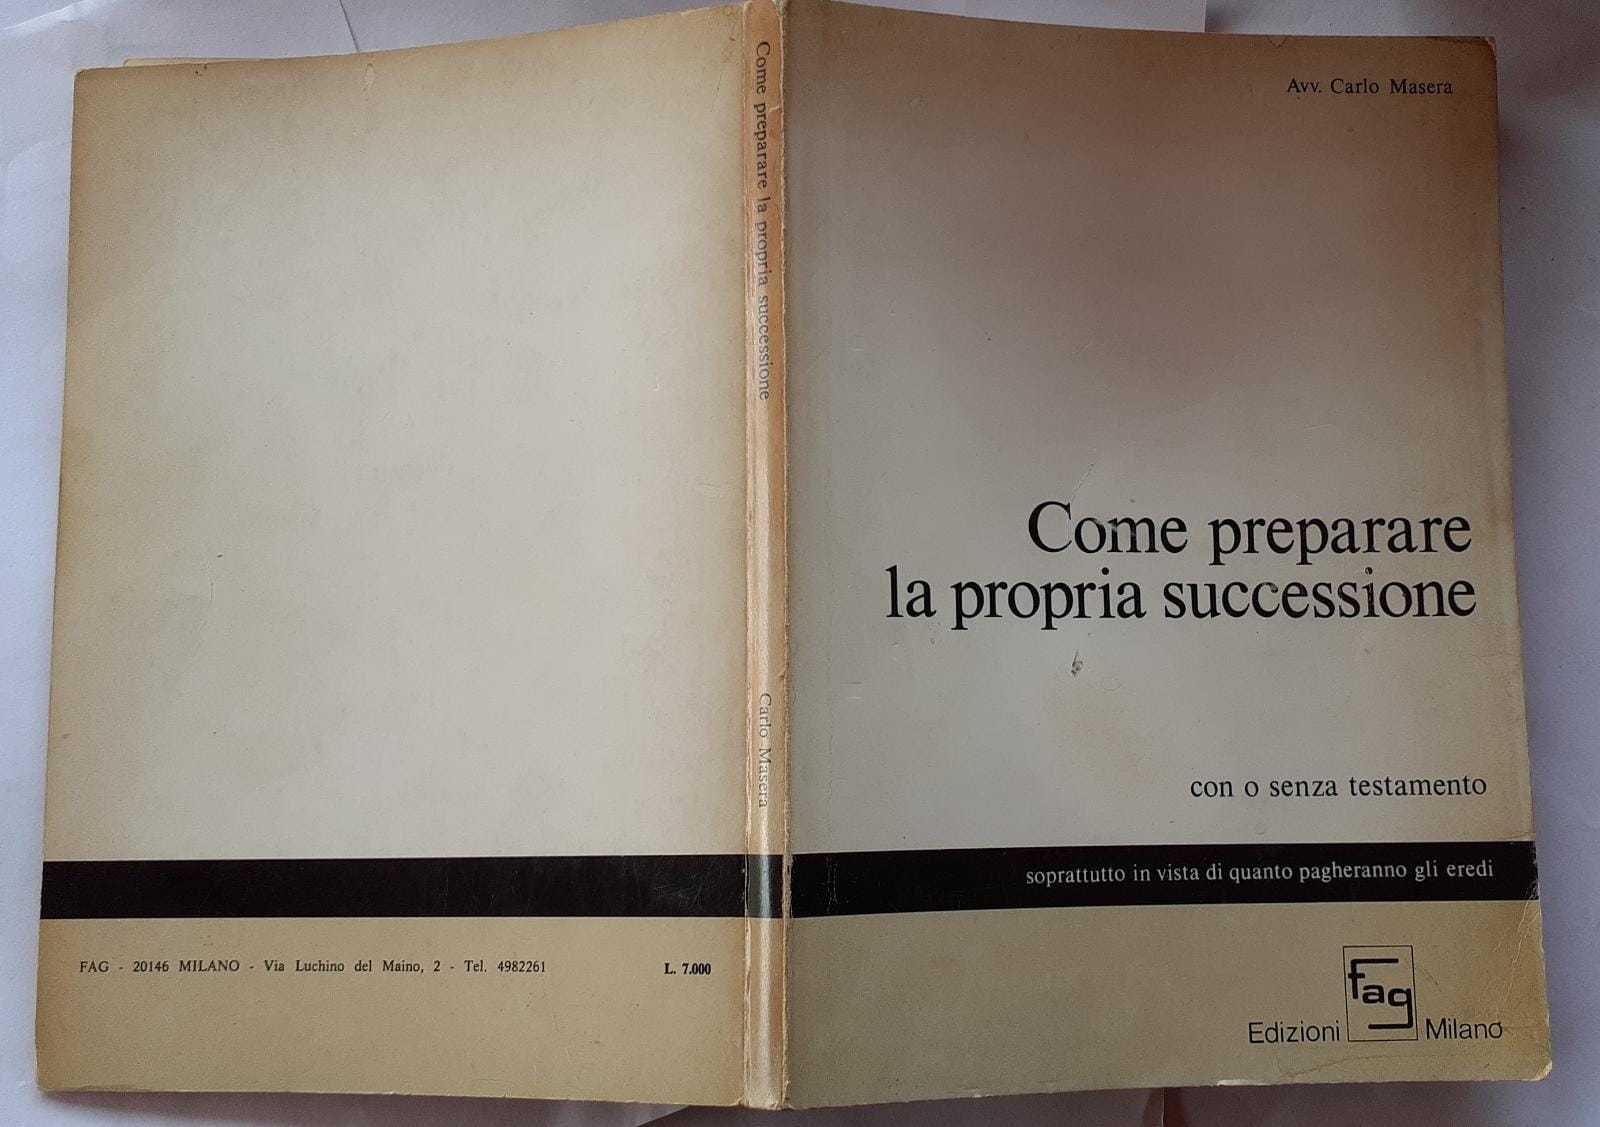 Avv. Carlo Masera
Come preparare
la propria successione
con o senza testamento
soprattutto in vista di quanto pagheranno gli eredi
fag
Edizioni Milano
Come preparare la propria successione
Carlo Masera
FAG - 20146 MILANO - Via Luchino del Maino, 2 - Tel. 4982261
L. 7.000